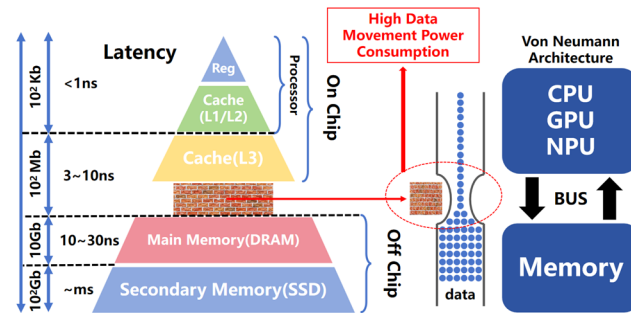 Latency
10² Kb
<1ns
10² Mb
3~10ns
10Gb
10~30ns
10²Gb
~ms
Reg
Cache
(L1/L2)
Cache(L3)
Main Memory(DRAM)
Secondary Memory(SSD)
Processor
On Chip
Off Chip
High Data
Movement Power
Consumption
data
Von Neumann
Architecture
CPU
GPU
NPU
BUS
Memory